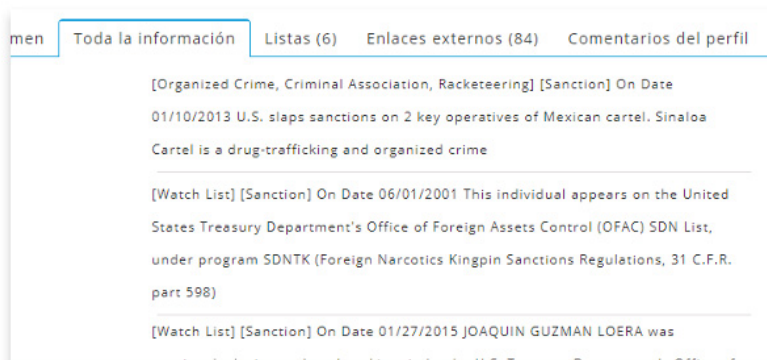 men Toda la información Listas (6) Enlaces externos (84) Comentarios del perfil
[Organized Crime, Criminal Association, Racketeering] [Sanction] On Date
01/10/2013 U.S. slaps sanctions on 2 key operatives of Mexican cartel. Sinaloa
Cartel is a drug-trafficking and organized crime
[Watch List] [Sanction] On Date 06/01/2001 This individual appears on the United
States Treasury Department's Office of Foreign Assets Control (OFAC) SDN List,
under program SDNTK (Foreign Narcotics Kingpin Sanctions Regulations, 31 C.F.R.
part 598)
[Watch List] [Sanction] On Date 01/27/2015 JOAQUIN GUZMAN LOERA was